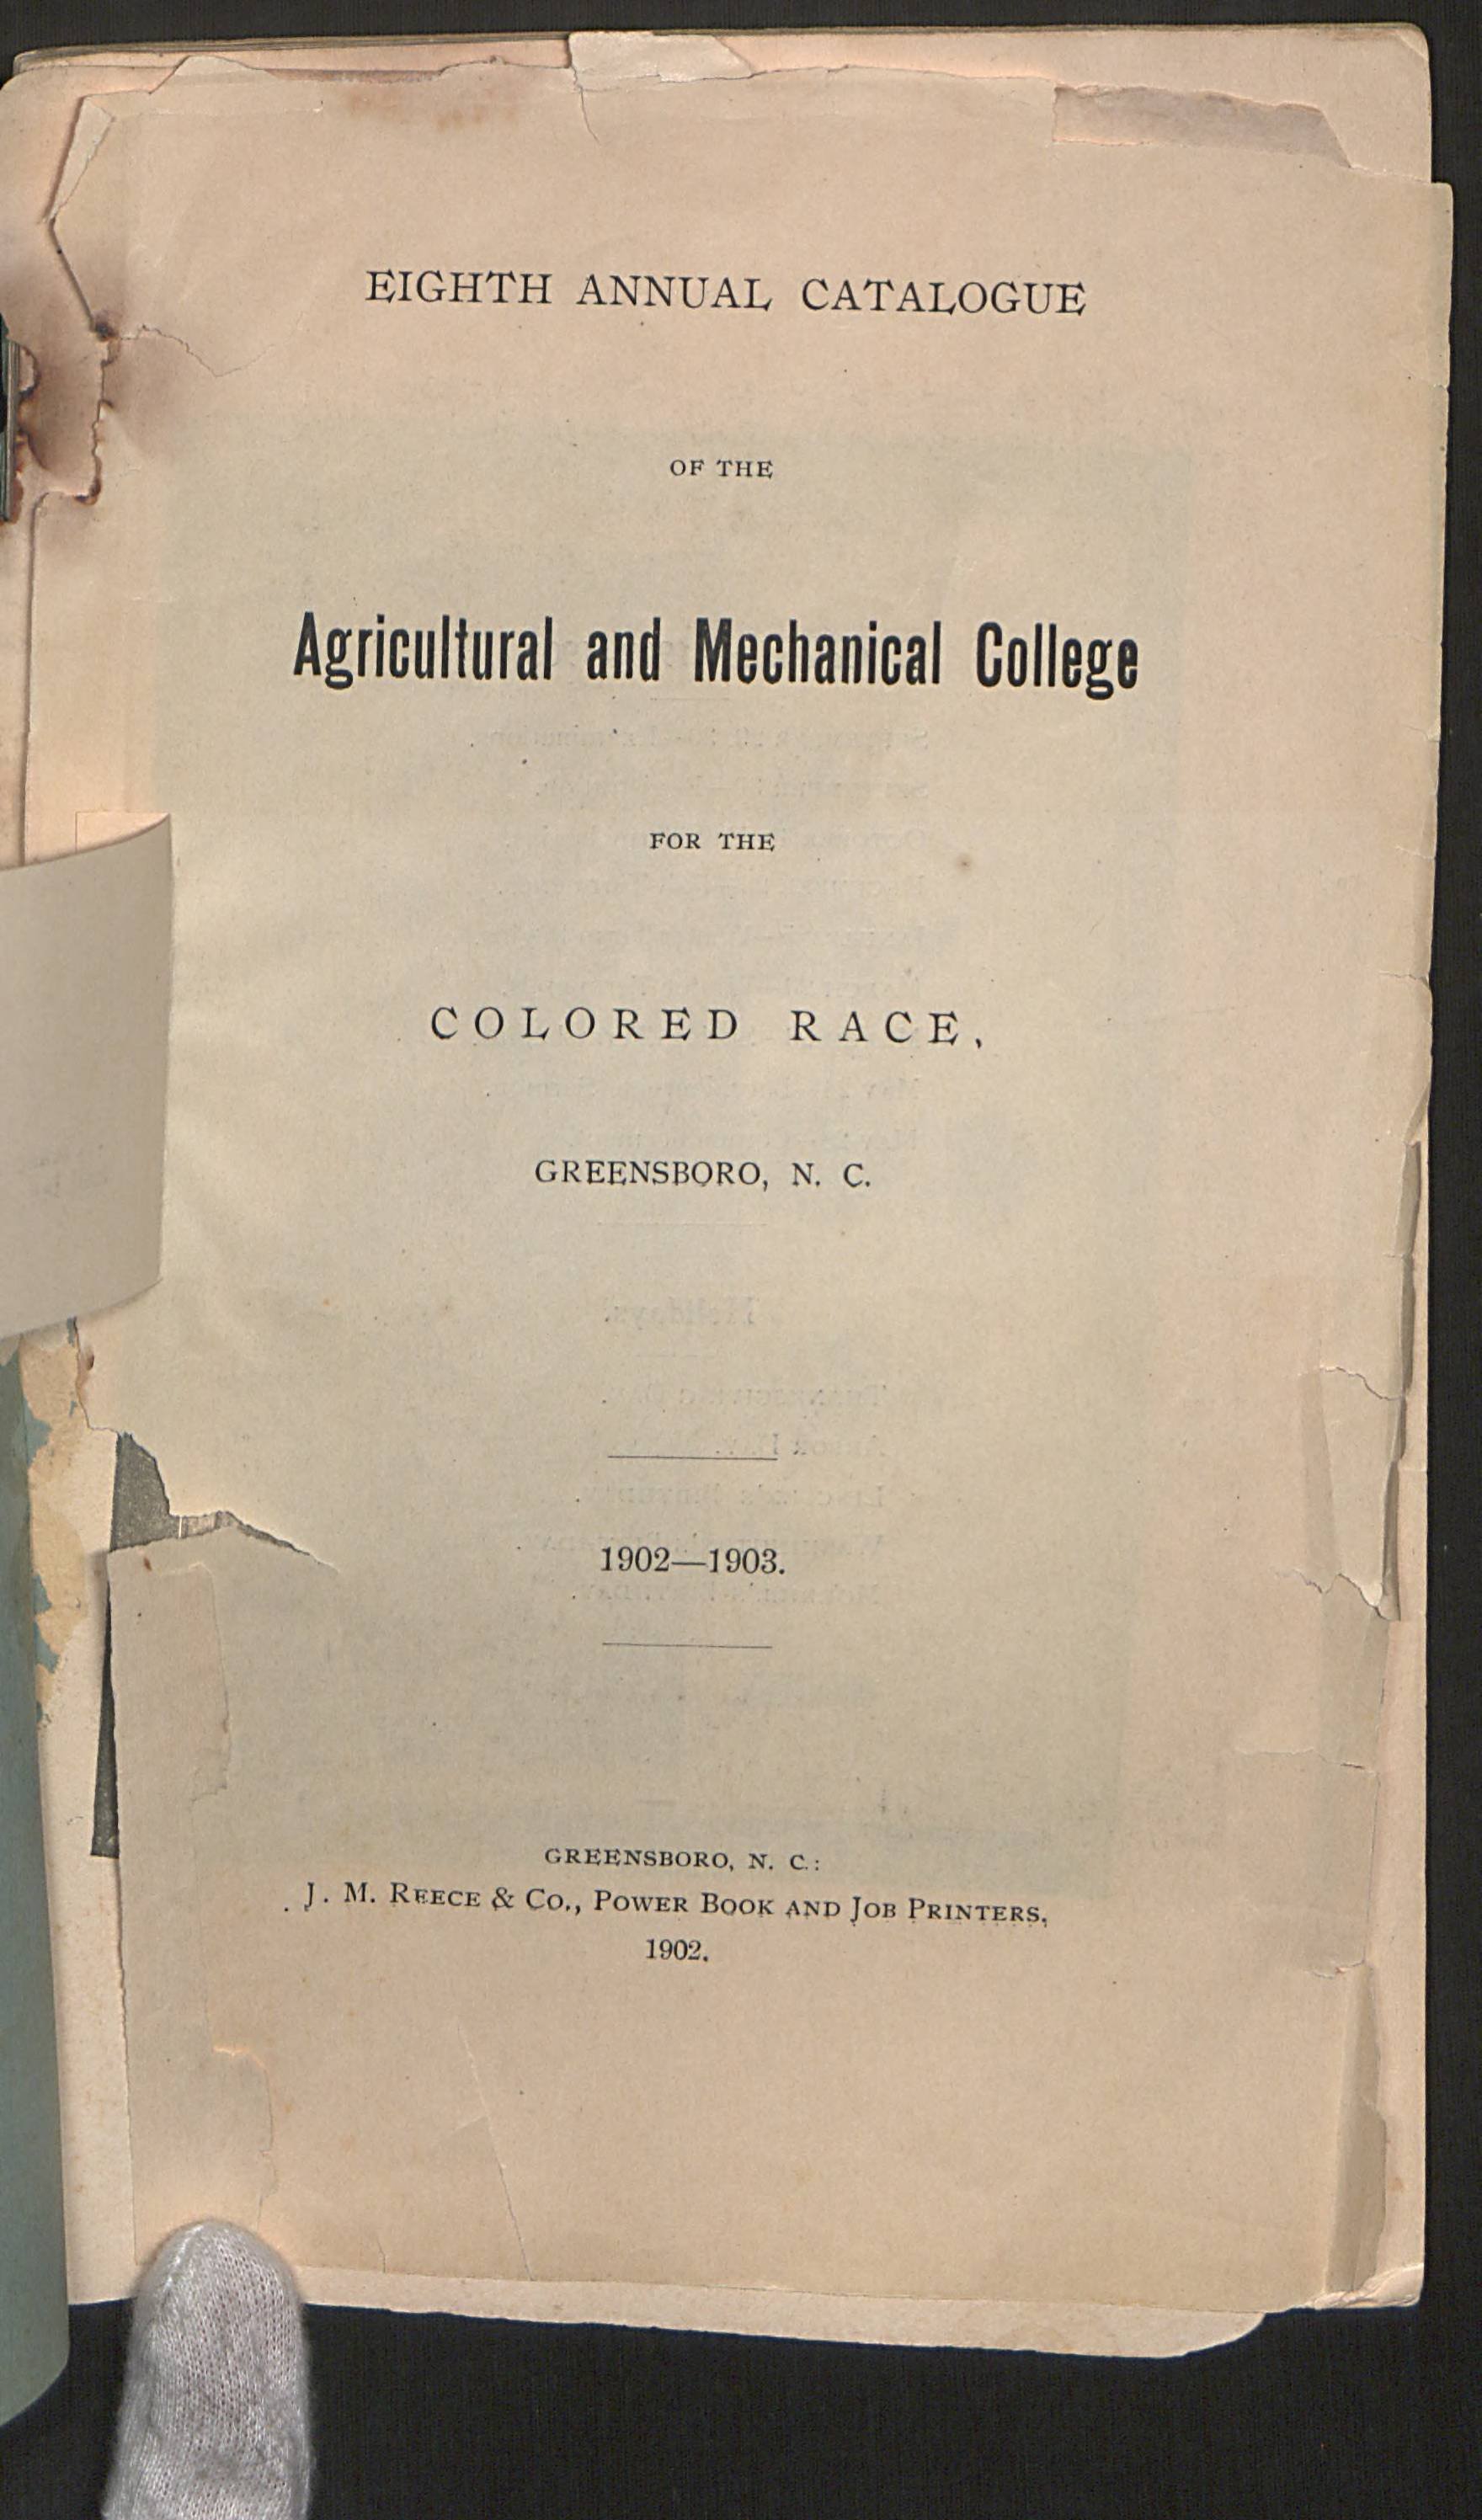 EIGHTH ANNUAL CATALOGUE
OF THE
Agricultural and Mechanical College
FOR THE
COLORED RACE,
GREENSBORO, N. C.
1902—1903.
GREENSBORO, N. C.:
J. M. REECE & CO., POWER BOOK AND JOB PRINTERS,
1902.